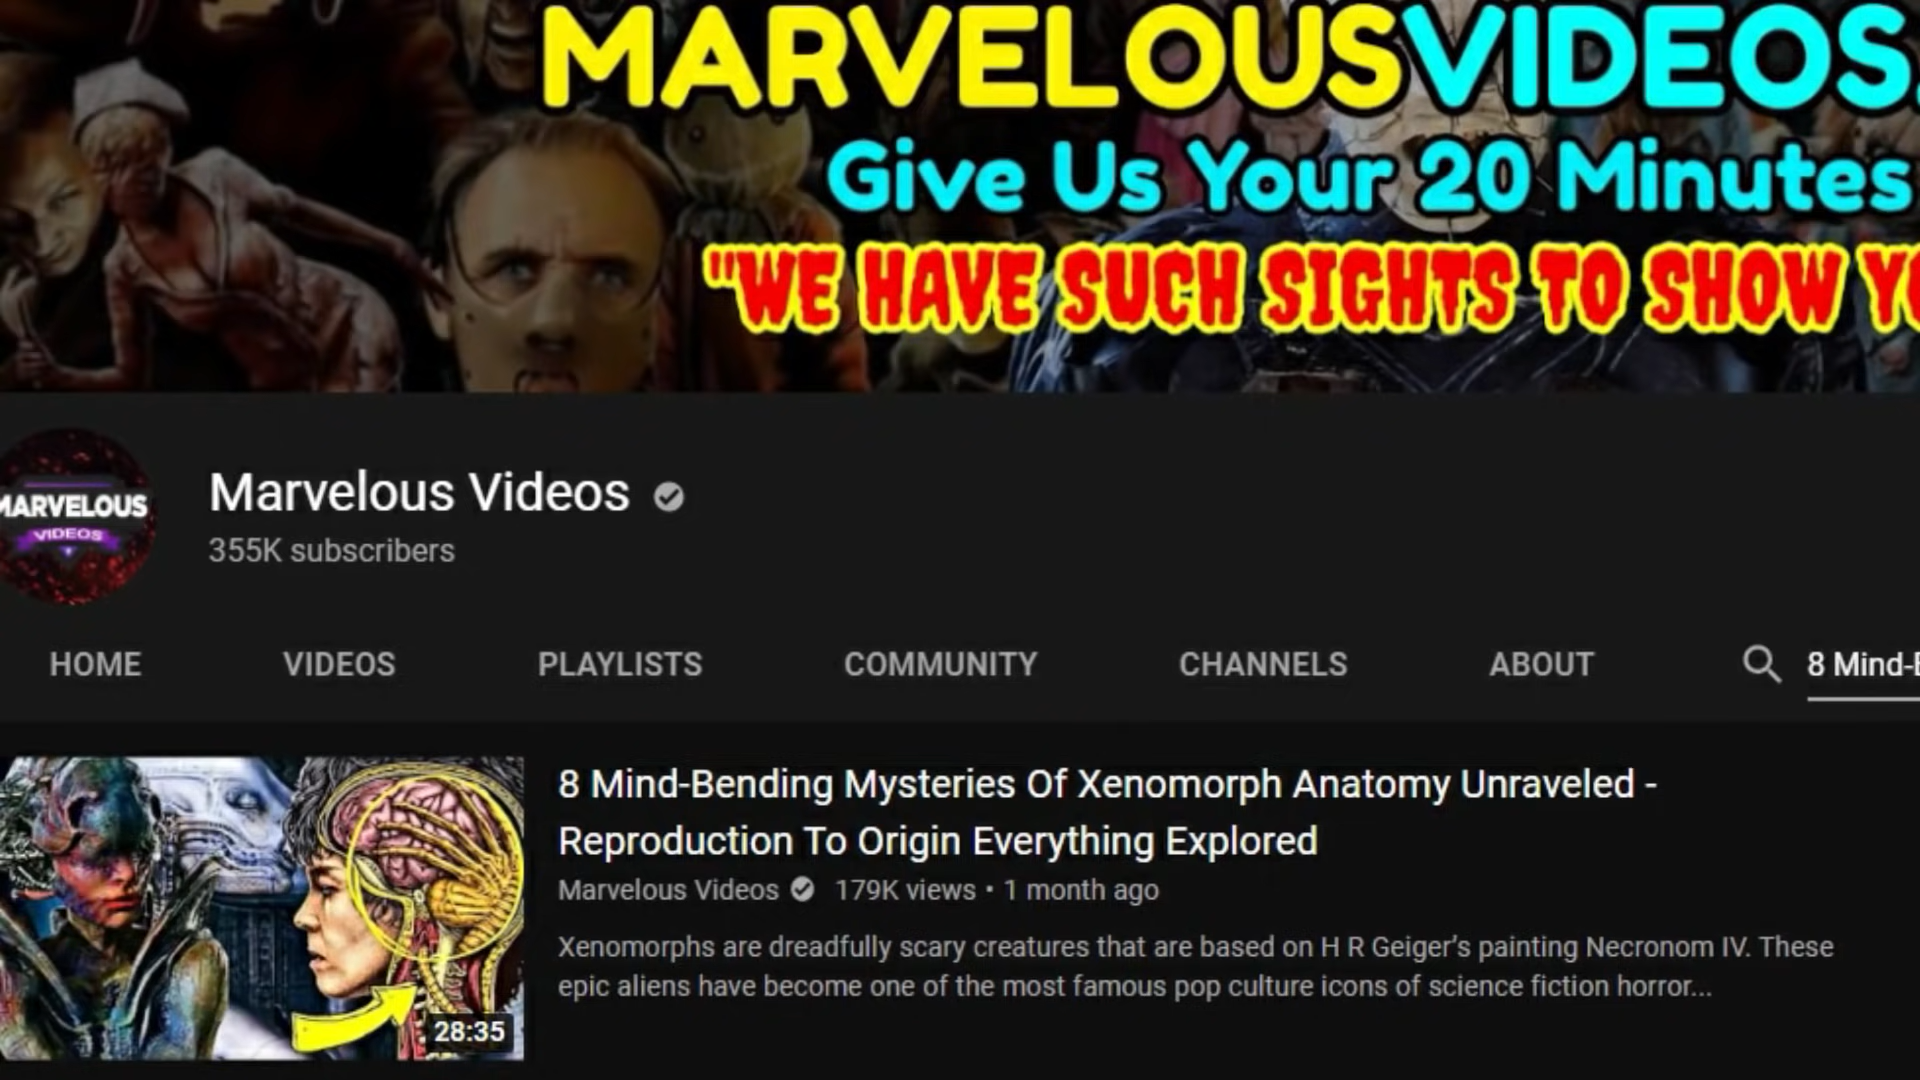 MARVELOUSVIDEOS
Give Us Your 20 Minutes
"WE HAVE SUCH SIGHTS TO SHOW
MARVELOUS
VIDEOS
Marvelous Videos
355K subscribers
HOME VIDEOS PLAYLISTS COMMUNITY CHANNELS ABOUT 8 Mind-
8 Mind-Bending Mysteries Of Xenomorph Anatomy Unraveled -
Reproduction To Origin Everything Explored
Marvelous Videos 179K views • 1 month ago
Xenomorphs are dreadfully scary creatures that are based on H R Geiger's painting Necronom IV. These
epic aliens have become one of the most famous pop culture icons of science fiction horror...
28:35